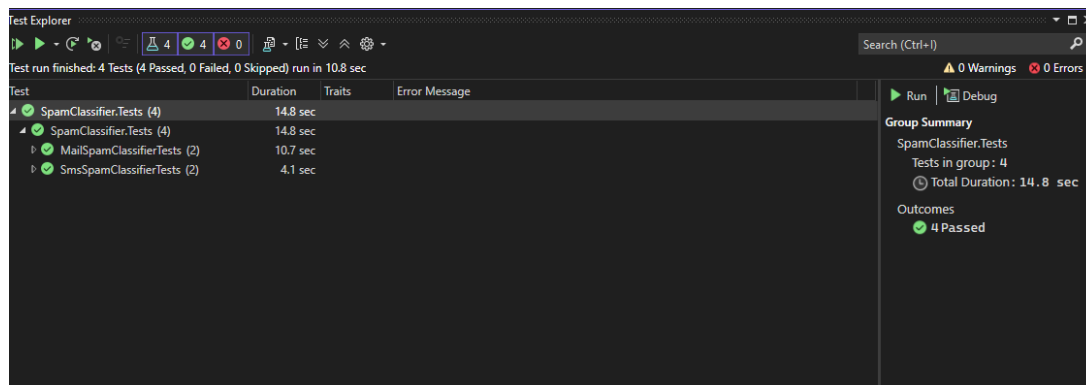 Test Explorer
4 4 0
Search (Ctrl+I)
Test run finished: 4 Tests (4 Passed, 0 Failed, 0 Skipped) run in 10.8 sec
0 Warnings 0 Errors
Test Duration Traits Error Message
SpamClassifier.Tests (4) 14.8 sec
SpamClassifier.Tests (4) 14.8 sec
MailSpamClassifierTests (2) 10.7 sec
SmsSpamClassifierTests (2) 4.1 sec
Run Debug
Group Summary
SpamClassifier.Tests
Tests in group: 4
Total Duration: 14.8 sec
Outcomes
4 Passed